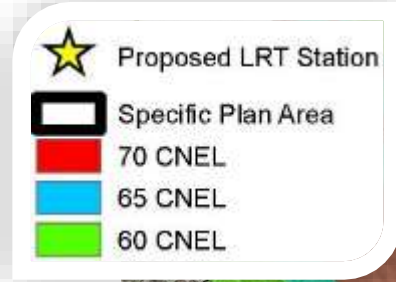 Proposed LRT Station
Specific Plan Area
70 CNEL
65 CNEL
60 CNEL